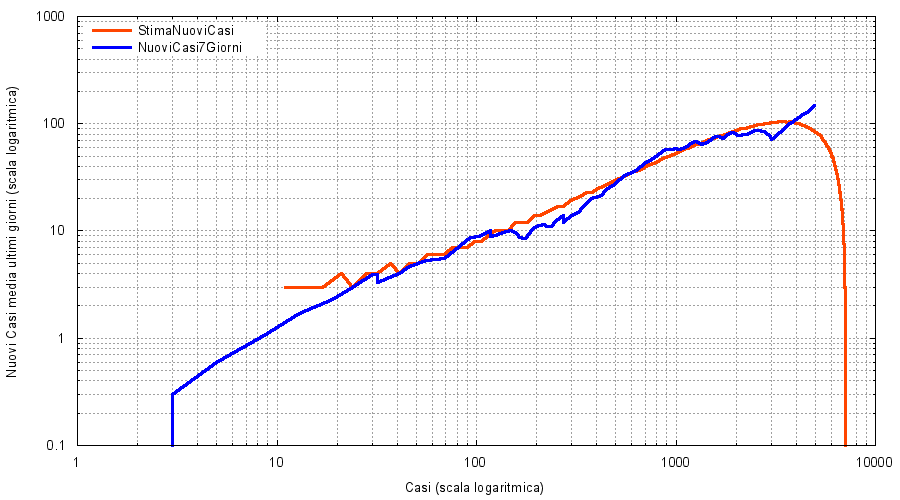 1000
100
10
1
0.1
StimaNuoviCasi
NuoviCasi7Giorni
Nuovi Casi media ultimi giorni (scala logaritmica)
1 10 100 1000 10000
Casi (scala logaritmica)